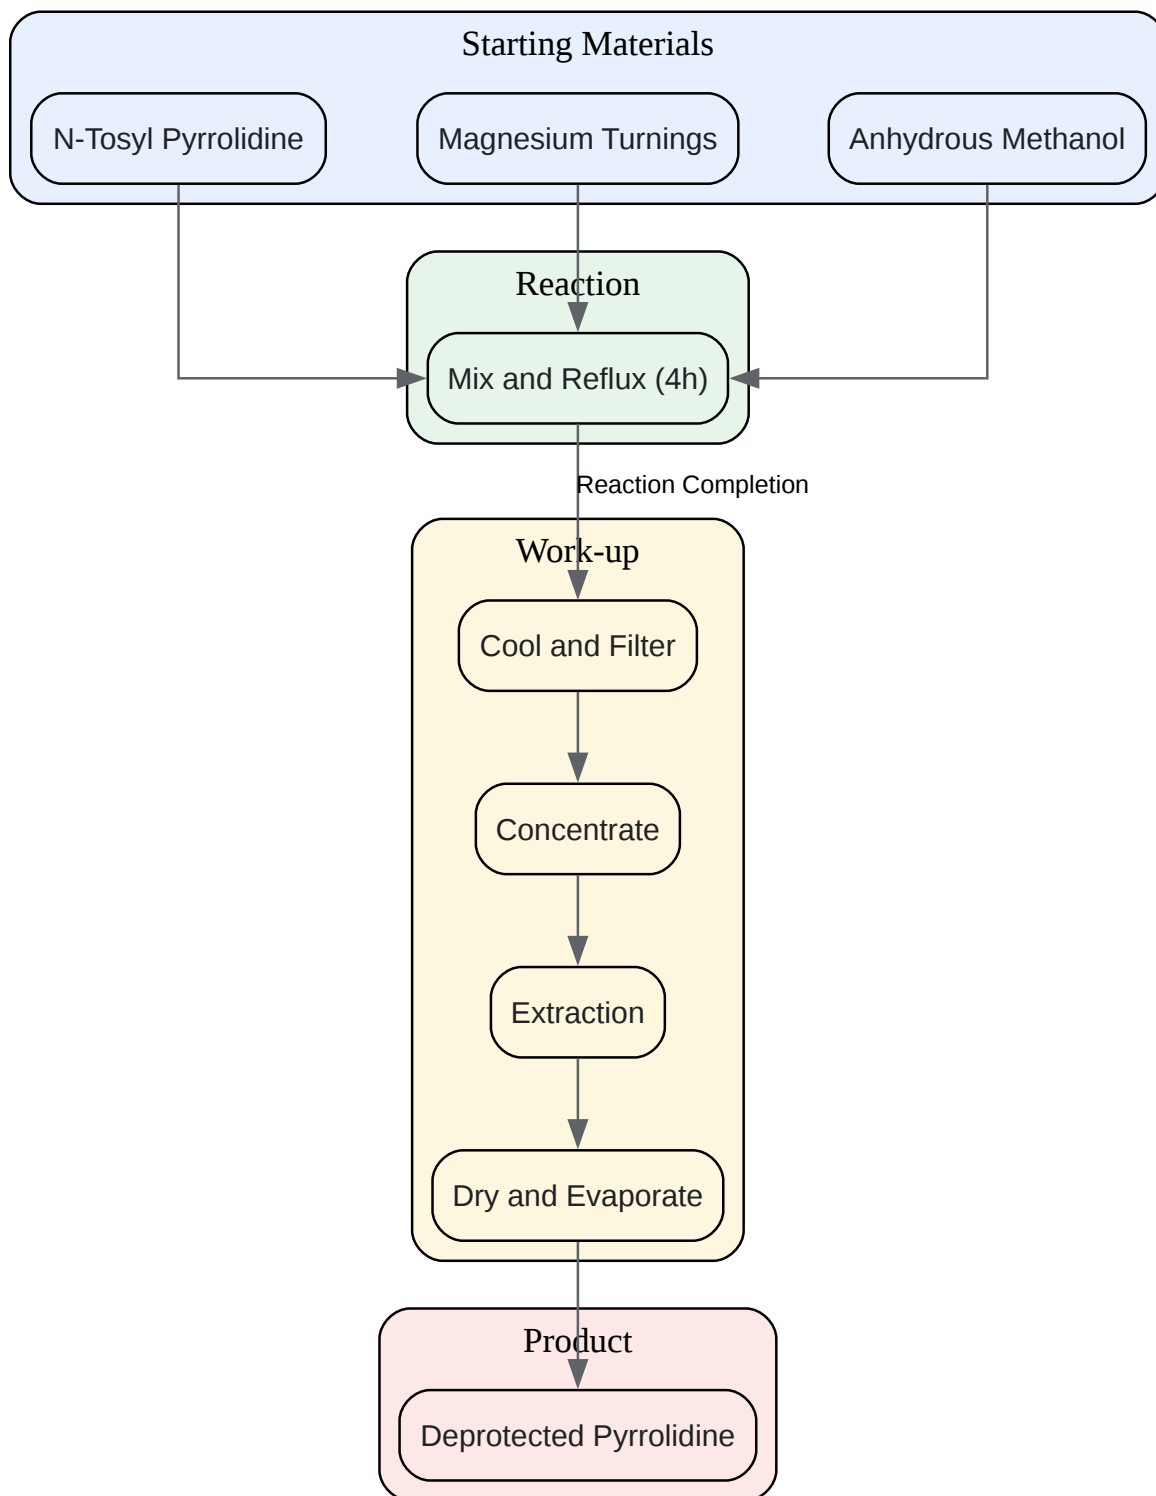 Starting Materials
N-Tosyl Pyrrolidine
Magnesium Turnings
Anhydrous Methanol
Reaction
Mix and Reflux (4h)
Reaction Completion
Work-up
Cool and Filter
Concentrate
Extraction
Dry and Evaporate
Product
Deprotected Pyrrolidine